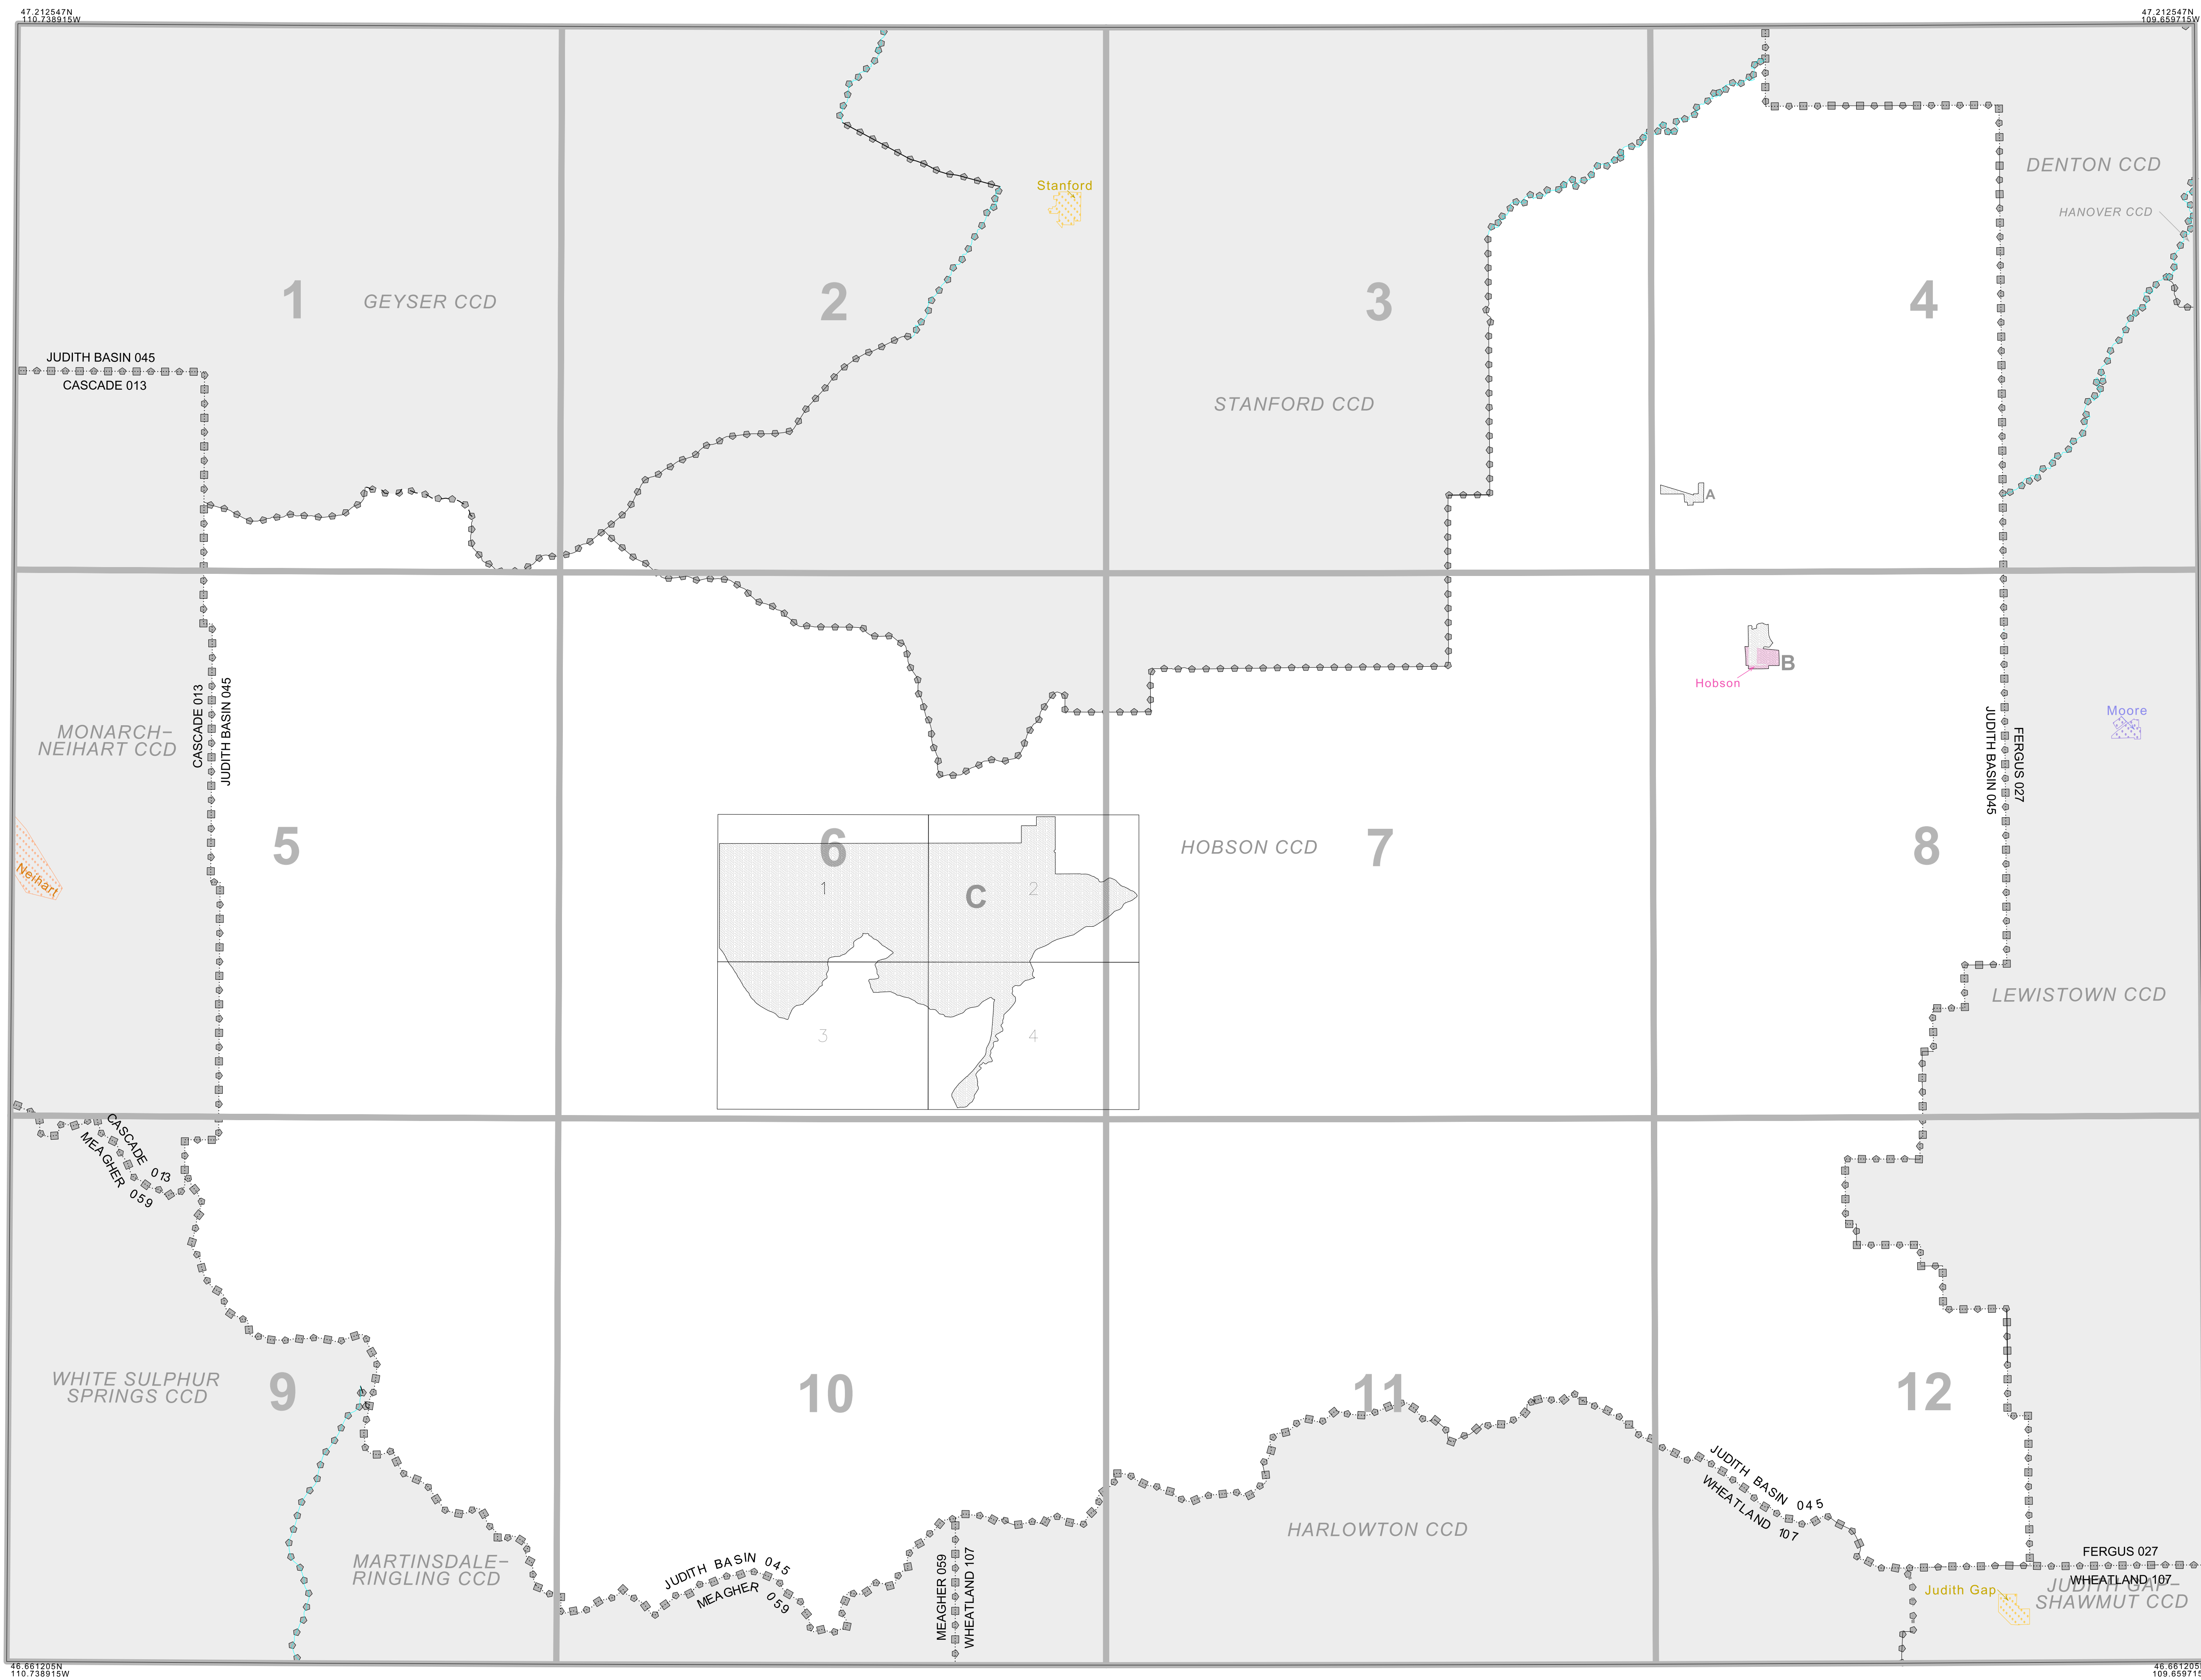 47.212547N
110.738915W
47.212547N
109.659715W
DENTON CCD
Stanford
HANOVER CCD
1
GEYSER CCD
2
3
4
JUDITH BASIN 045
CASCADE 013
STANFORD CCD
A
B
Hobson
CASCADE 013
JUDITH BASIN 045
MONARCH–
NEIHART CCD
JUDITH BASIN 045
FERGUS 027
Moore
5
6
HOBSON CCD
7
8
Neihart
1
C
2
LEWISTOWN CCD
3
4
CASCADE 013
MEAGHER 059
WHITE SULPHUR
SPRINGS CCD
9
10
11
12
JUDITH BASIN 045
WHEATLAND 107
HARLOWTON CCD
MARTINSDALE–
RINGLING CCD
JUDITH BASIN 045
MEAGHER 059
MEAGHER 059
WHEATLAND 107
FERGUS 027
WHEATLAND 107
Judith Gap
JUDITH GAP–
SHAWMUT CCD
46.661205N
110.738915W
46.661205N
109.659715W